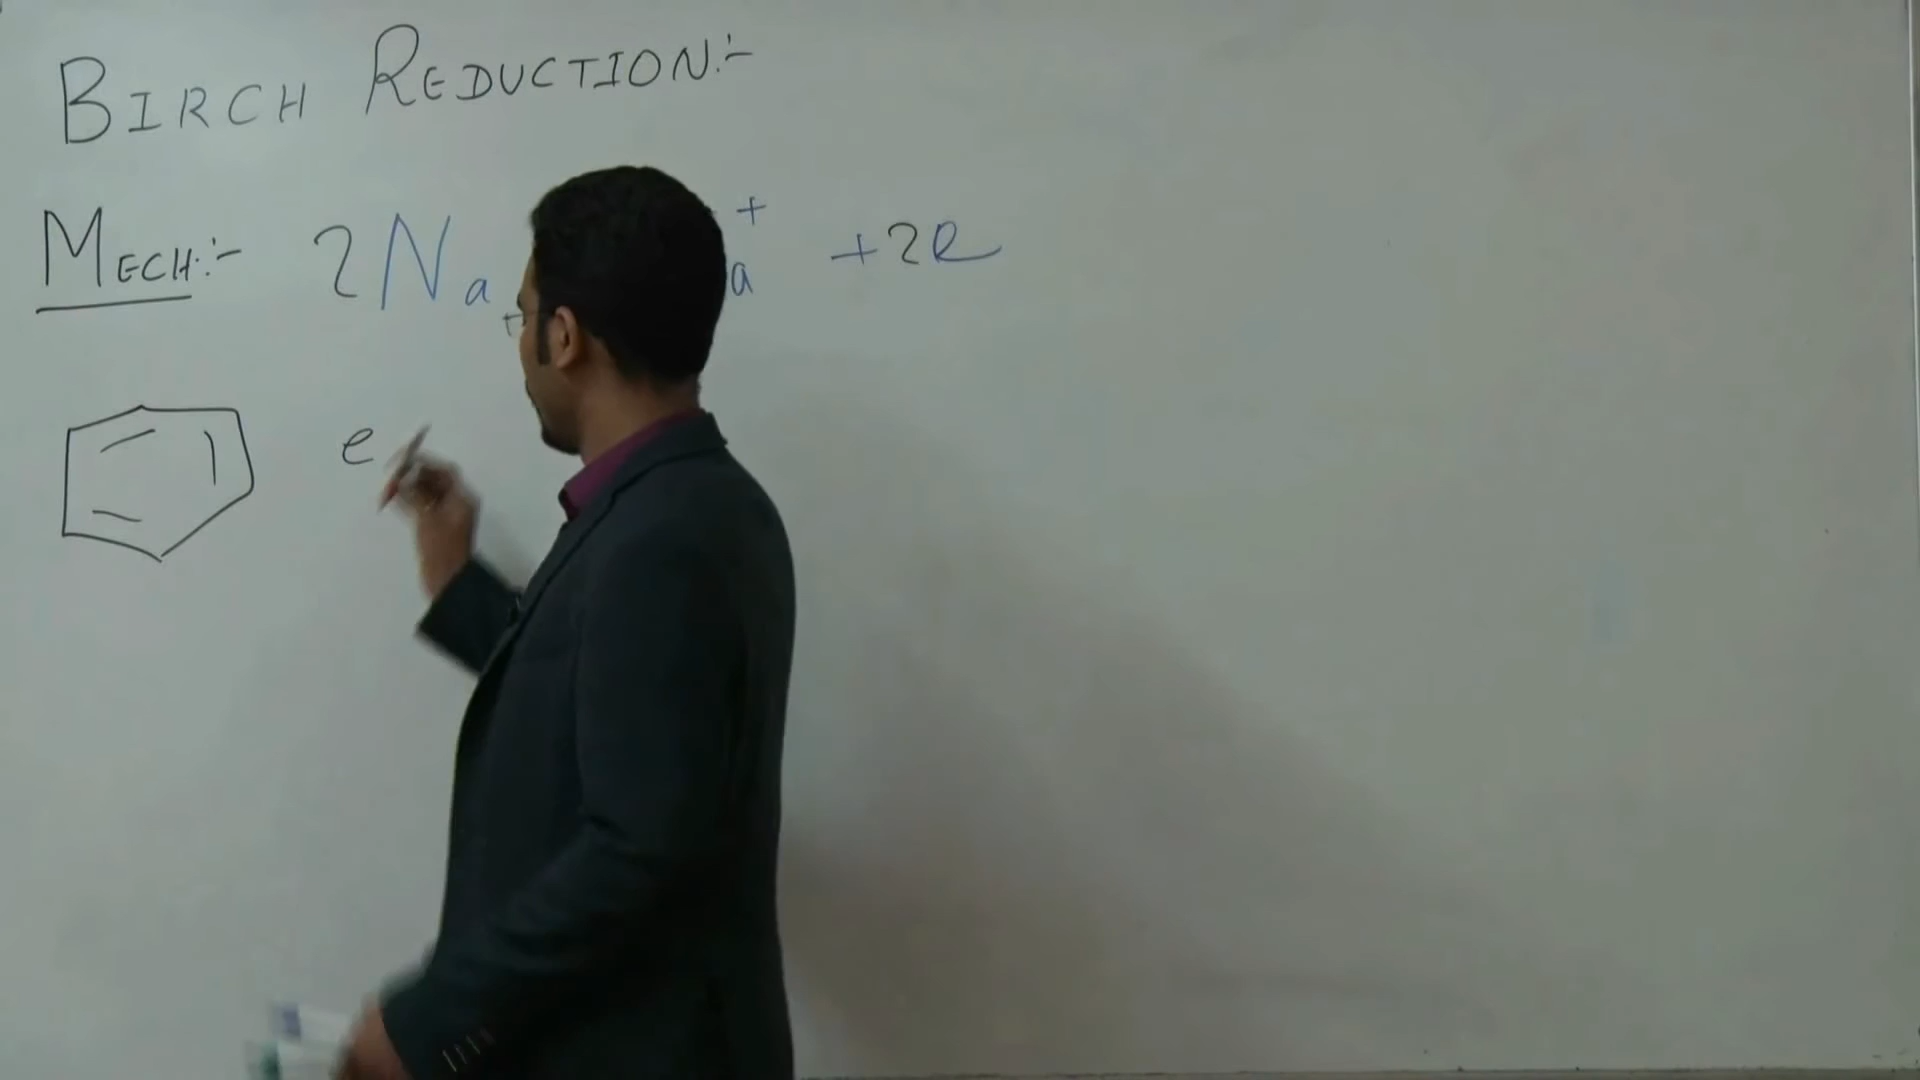 BIRCH REDUCTION:-
MECH:- 2Na a+ +2e
e